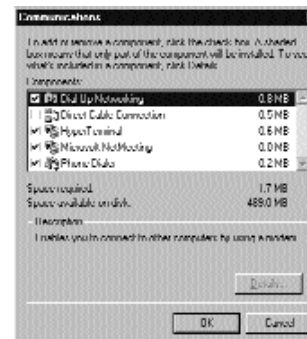 Communications
To add or remove a component, click the check box. A shaded
box means that only part of the component will be installed. To see
what's included in a component, click Details.
Components:
Dial-Up Networking 0.8 MB
Direct Cable Connection 0.5 MB
HyperTerminal 0.6 MB
Microsoft NetMeeting 0.0 MB
Phone Dialer 0.2 MB
Space required: 1.7 MB
Space available on disk: 489.0 MB
Description
Enables you to connect to other computers by using a modem.
Details...
OK Cancel